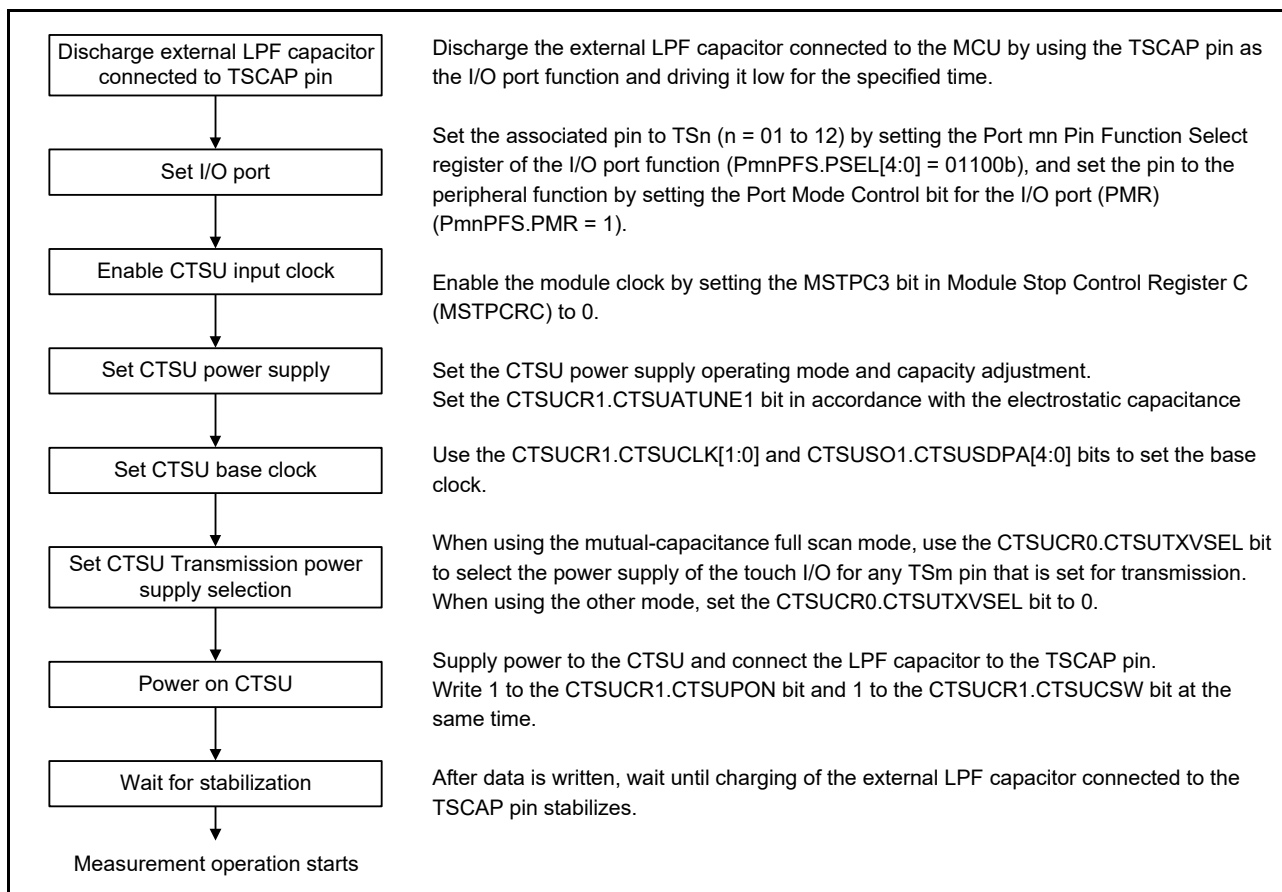 Discharge external LPF capacitor
connected to TSCAP pin
Discharge the external LPF capacitor connected to the MCU by using the TSCAP pin as
the I/O port function and driving it low for the specified time.
Set I/O port
Set the associated pin to TSn (n = 01 to 12) by setting the Port mn Pin Function Select
register of the I/O port function (PmnPFS.PSEL[4:0] = 01100b), and set the pin to the
peripheral function by setting the Port Mode Control bit for the I/O port (PMR)
(PmnPFS.PMR = 1).
Enable CTSU input clock
Enable the module clock by setting the MSTPC3 bit in Module Stop Control Register C
(MSTPCRC) to 0.
Set CTSU power supply
Set the CTSU power supply operating mode and capacity adjustment.
Set the CTSUCR1.CTSUATUNE1 bit in accordance with the electrostatic capacitance
Set CTSU base clock
Use the CTSUCR1.CTSUCLK[1:0] and CTSUSO1.CTSUSDPA[4:0] bits to set the base
clock.
Set CTSU Transmission power
supply selection
When using the mutual-capacitance full scan mode, use the CTSUCR0.CTSUTXVSEL bit
to select the power supply of the touch I/O for any TSm pin that is set for transmission.
When using the other mode, set the CTSUCR0.CTSUTXVSEL bit to 0.
Power on CTSU
Supply power to the CTSU and connect the LPF capacitor to the TSCAP pin.
Write 1 to the CTSUCR1.CTSUPON bit and 1 to the CTSUCR1.CTSUCSW bit at the
same time.
Wait for stabilization
After data is written, wait until charging of the external LPF capacitor connected to the
TSCAP pin stabilizes.
Measurement operation starts